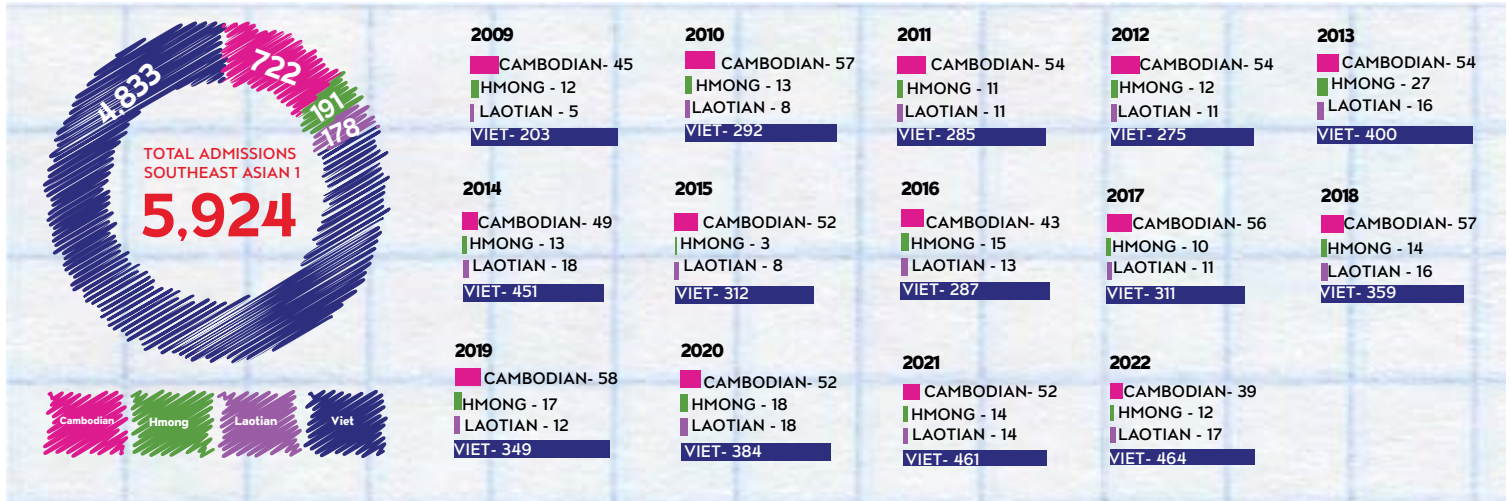 4,833
722
191
178
TOTAL ADMISSIONS
SOUTHEAST ASIAN 1
5,924
Cambodian
Hmong
Laotian
Viet
2009
CAMBODIAN- 45
HMONG - 12
LAOTIAN - 5
VIET- 203
2010
CAMBODIAN- 57
HMONG - 13
LAOTIAN - 8
VIET- 292
2011
CAMBODIAN- 54
HMONG - 11
LAOTIAN - 11
VIET- 285
2012
CAMBODIAN- 54
HMONG - 12
LAOTIAN - 11
VIET- 275
2013
CAMBODIAN- 54
HMONG - 27
LAOTIAN - 16
VIET- 400
2014
CAMBODIAN- 49
HMONG - 13
LAOTIAN - 18
VIET- 451
2015
CAMBODIAN- 52
HMONG - 3
LAOTIAN - 8
VIET- 312
2016
CAMBODIAN- 43
HMONG - 15
LAOTIAN - 13
VIET- 287
2017
CAMBODIAN- 56
HMONG - 10
LAOTIAN - 11
VIET- 311
2018
CAMBODIAN- 57
HMONG - 14
LAOTIAN - 16
VIET- 359
2019
CAMBODIAN- 58
HMONG - 17
LAOTIAN - 12
VIET- 349
2020
CAMBODIAN- 52
HMONG - 18
LAOTIAN - 18
VIET- 384
2021
CAMBODIAN- 52
HMONG - 14
LAOTIAN - 14
VIET- 461
2022
CAMBODIAN- 39
HMONG - 12
LAOTIAN - 17
VIET- 464